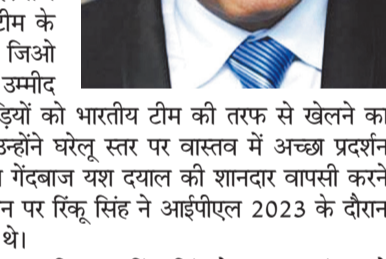 टीम के
जिओ
उम्मीद
को भारतीय टीम की तरफ से खेलने का
घरेलू स्तर पर वास्तव में अच्छा प्रदर्शन
गेंदबाज यश दयाल की शानदार वापसी करने
पर रिंकू सिंह ने आईपीएल 2023 के दौरान
थे।